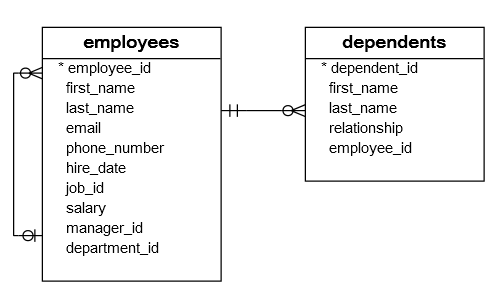 employees
* employee_id
first_name
last_name
email
phone_number
hire_date
job_id
salary
manager_id
department_id
dependents
* dependent_id
first_name
last_name
relationship
employee_id